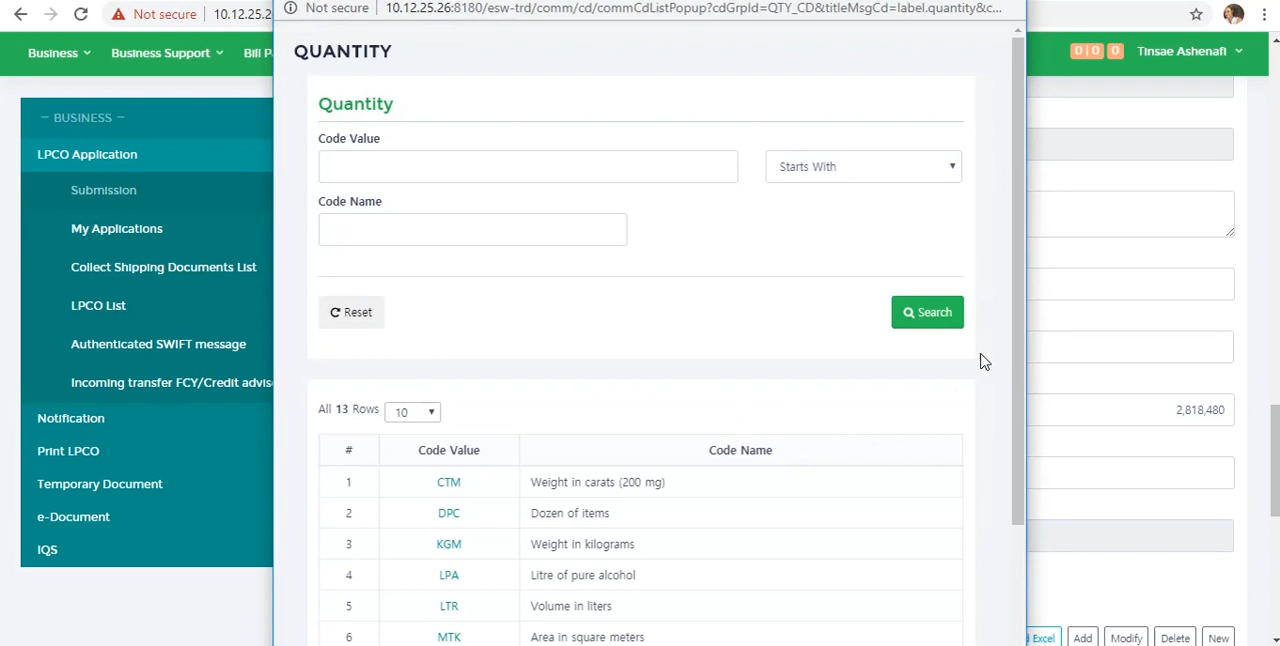 Not secure
10.12.25.2
Not secure
10.12.25.26:8180/esw-trd/comm/cd/commCdListPopup?cdGrpId=QTY_CD&titleMsgCd=label.quantity&c...
Business
Business Support
Bill P
0 | 0 | 0
Tinsae Ashenafi
— BUSINESS —
LPCO Application
Submission
My Applications
Collect Shipping Documents List
LPCO List
Authenticated SWIFT message
Incoming transfer FCY/Credit advis
Notification
Print LPCO
Temporary Document
e-Document
IQS
QUANTITY
Quantity
Code Value
Starts With
Code Name
Reset
Search
All 13 Rows 10
# Code Value Code Name
1 CTM Weight in carats (200 mg)
2 DPC Dozen of items
3 KGM Weight in kilograms
4 LPA Litre of pure alcohol
5 LTR Volume in liters
6 MTK Area in square meters
2,818,480
Excel Add Modify Delete New